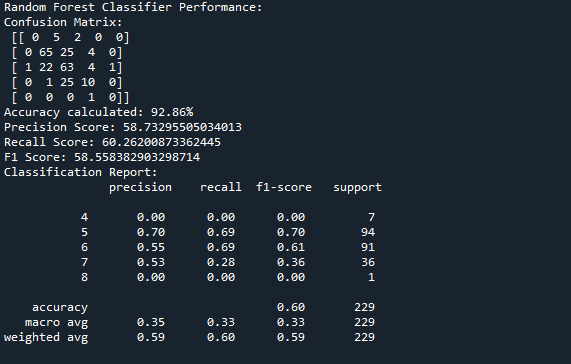 Random Forest Classifier Performance:
Confusion Matrix:
[[ 0 5 2 0 0]
[ 0 65 25 4 0]
[ 1 22 63 4 1]
[ 0 1 25 10 0]
[ 0 0 0 1 0]]
Accuracy calculated: 92.86%
Precision Score: 58.73295505034013
Recall Score: 60.26200873362445
F1 Score: 58.558382903298714
Classification Report:
precision recall f1-score support
4 0.00 0.00 0.00 7
5 0.70 0.69 0.70 94
6 0.55 0.69 0.61 91
7 0.53 0.28 0.36 36
8 0.00 0.00 0.00 1
accuracy 0.60 229
macro avg 0.35 0.33 0.33 229
weighted avg 0.59 0.60 0.59 229